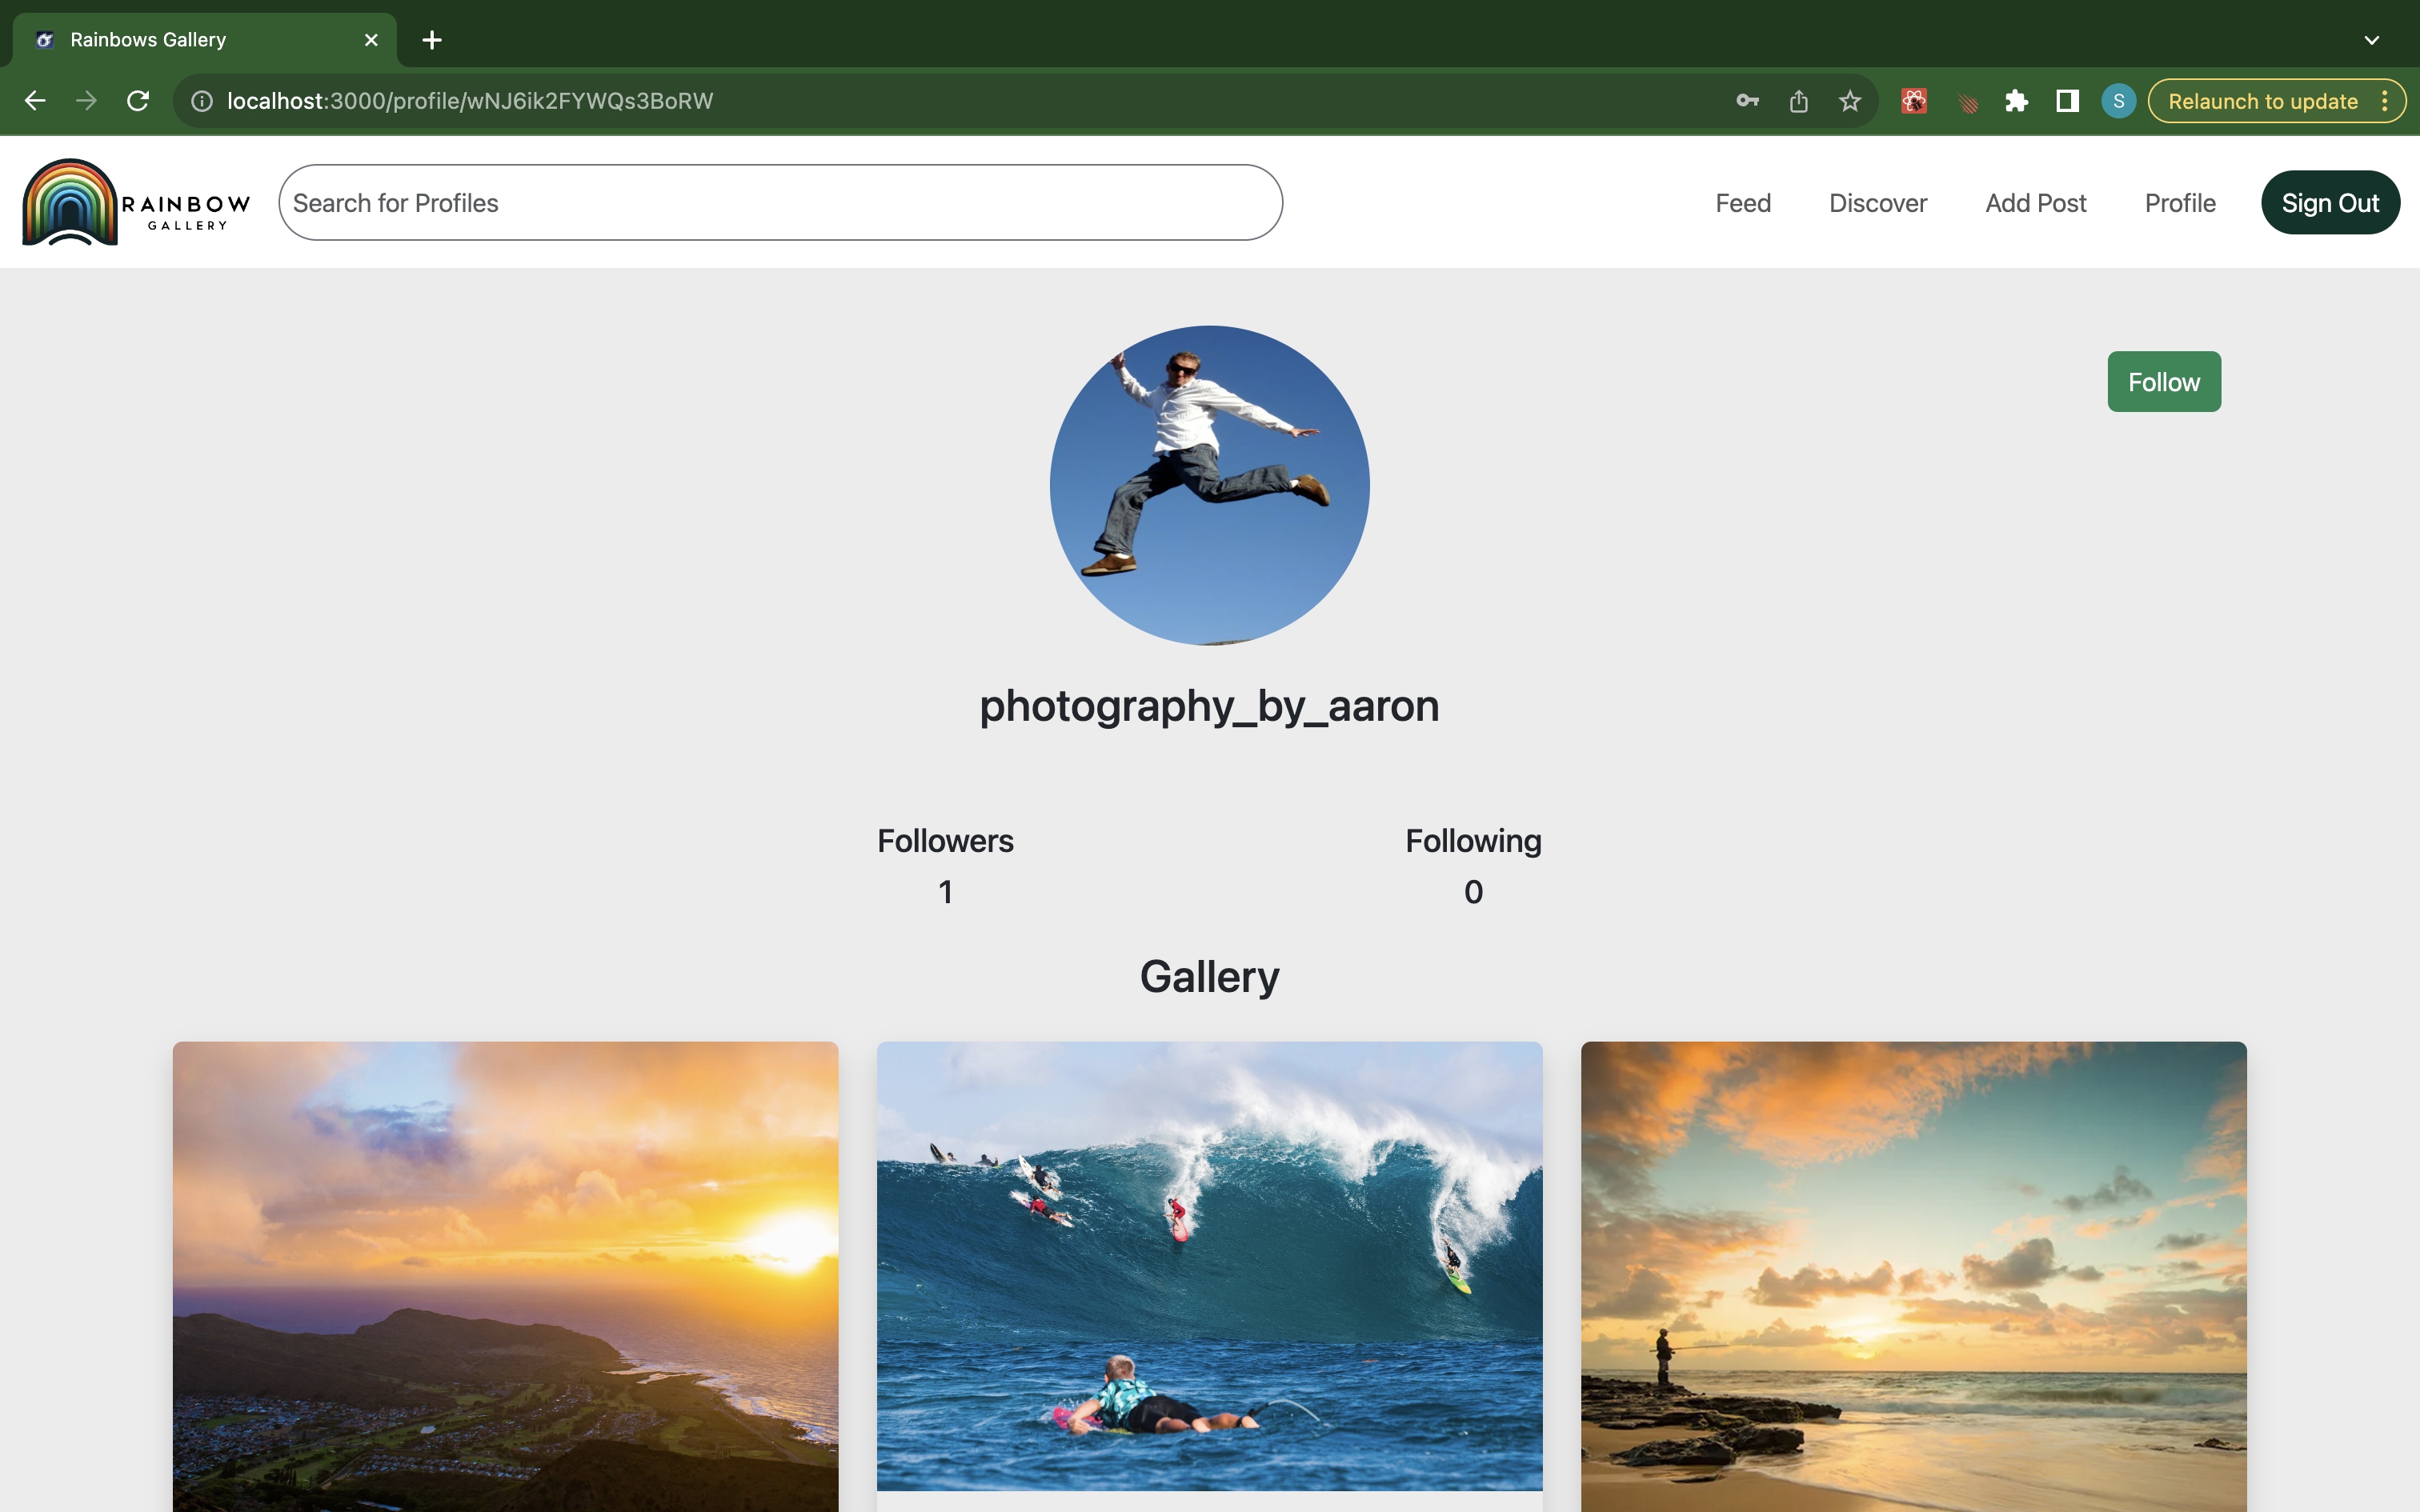 Rainbows Gallery
localhost:3000/profile/wNJ6ik2FYWQs3BoRW
S
Relaunch to update
RAINBOW
GALLERY
Search for Profiles
Feed
Discover
Add Post
Profile
Sign Out
Follow
photography_by_aaron
Followers
Following
1
0
Gallery